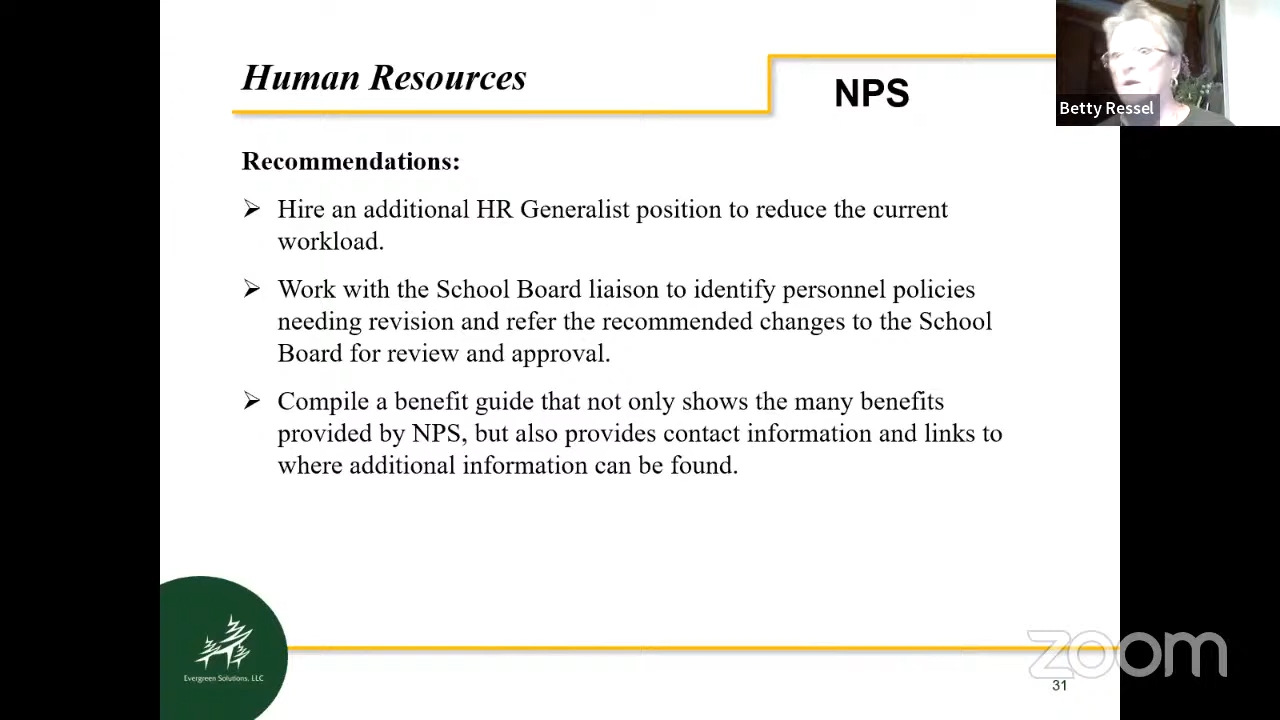 Human Resources
NPS
Betty Ressel
Recommendations:
➢ Hire an additional HR Generalist position to reduce the current
workload.
➢ Work with the School Board liaison to identify personnel policies
needing revision and refer the recommended changes to the School
Board for review and approval.
➢ Compile a benefit guide that not only shows the many benefits
provided by NPS, but also provides contact information and links to
where additional information can be found.
Evergreen Solutions, LLC
zoom
31